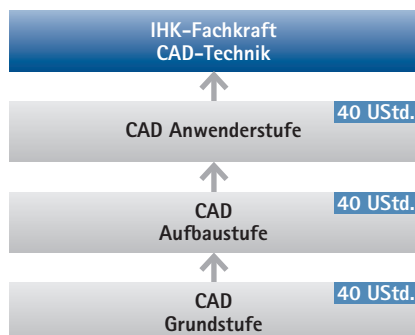 IHK-Fachkraft
CAD-Technik
40 UStd.
CAD Anwenderstufe
40 UStd.
CAD
Aufbaustufe
40 UStd.
CAD
Grundstufe